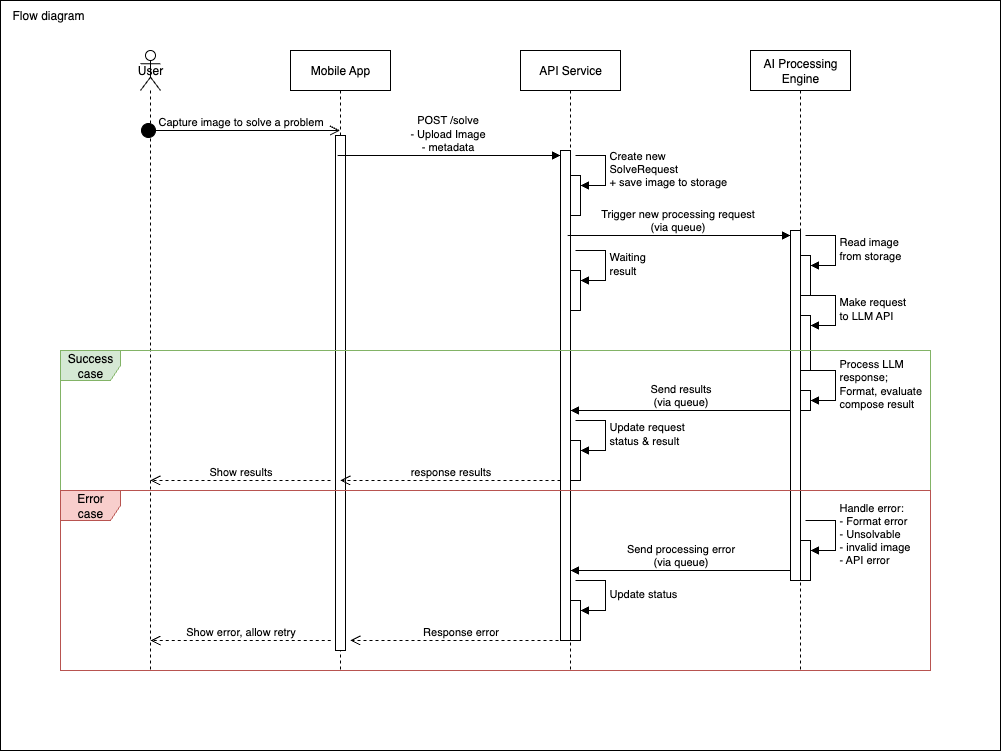 Flow diagram
User
Mobile App
API Service
AI Processing
Engine
Capture image to solve a problem
POST /solve
- Upload Image
- metadata
Create new
SolveRequest
+ save image to storage
Trigger new processing request
(via queue)
Read image
from storage
Waiting
result
Make request
to LLM API
Success
case
Process LLM
response;
Format, evaluate
compose result
Send results
(via queue)
Update request
status & result
Show results
response results
Error
case
Handle error:
- Format error
- Unsolvable
- invalid image
- API error
Send processing error
(via queue)
Update status
Show error, allow retry
Response error